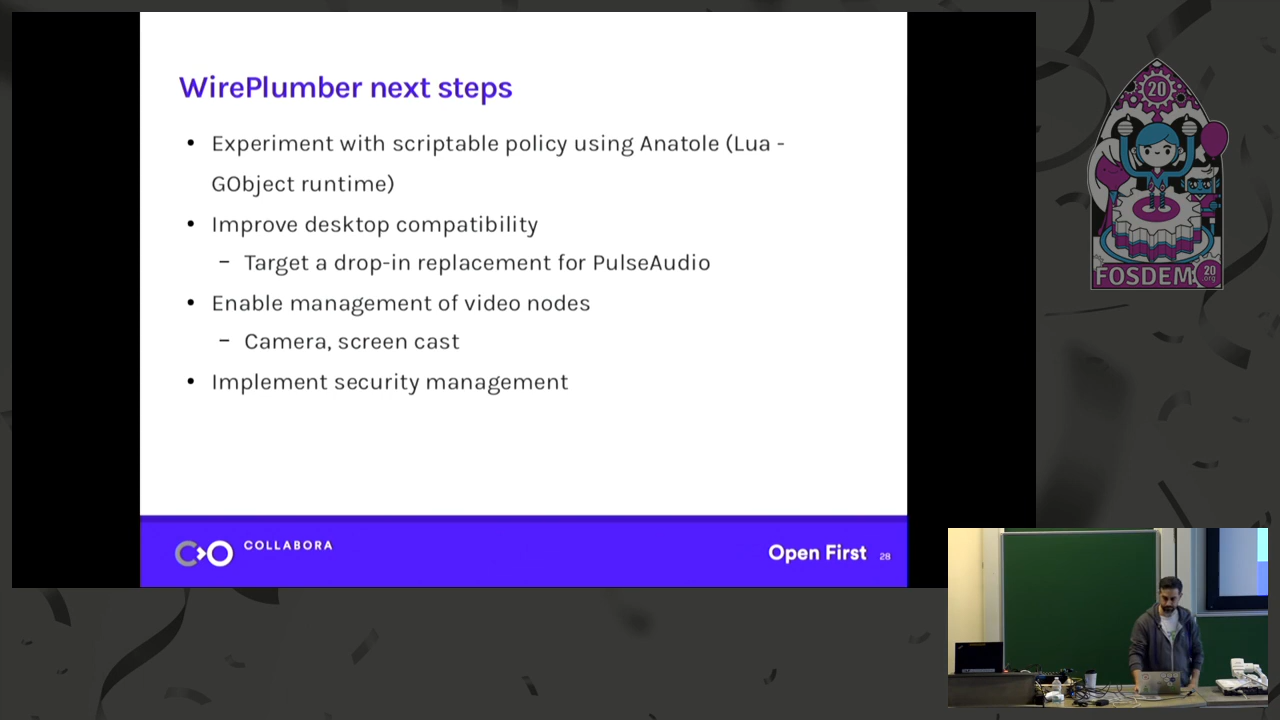 WirePlumber next steps
• Experiment with scriptable policy using Anatole (Lua -
GObject runtime)
• Improve desktop compatibility
– Target a drop-in replacement for PulseAudio
• Enable management of video nodes
– Camera, screen cast
• Implement security management
COLLABORA
Open First 28
20
FOSDEM 20
.org